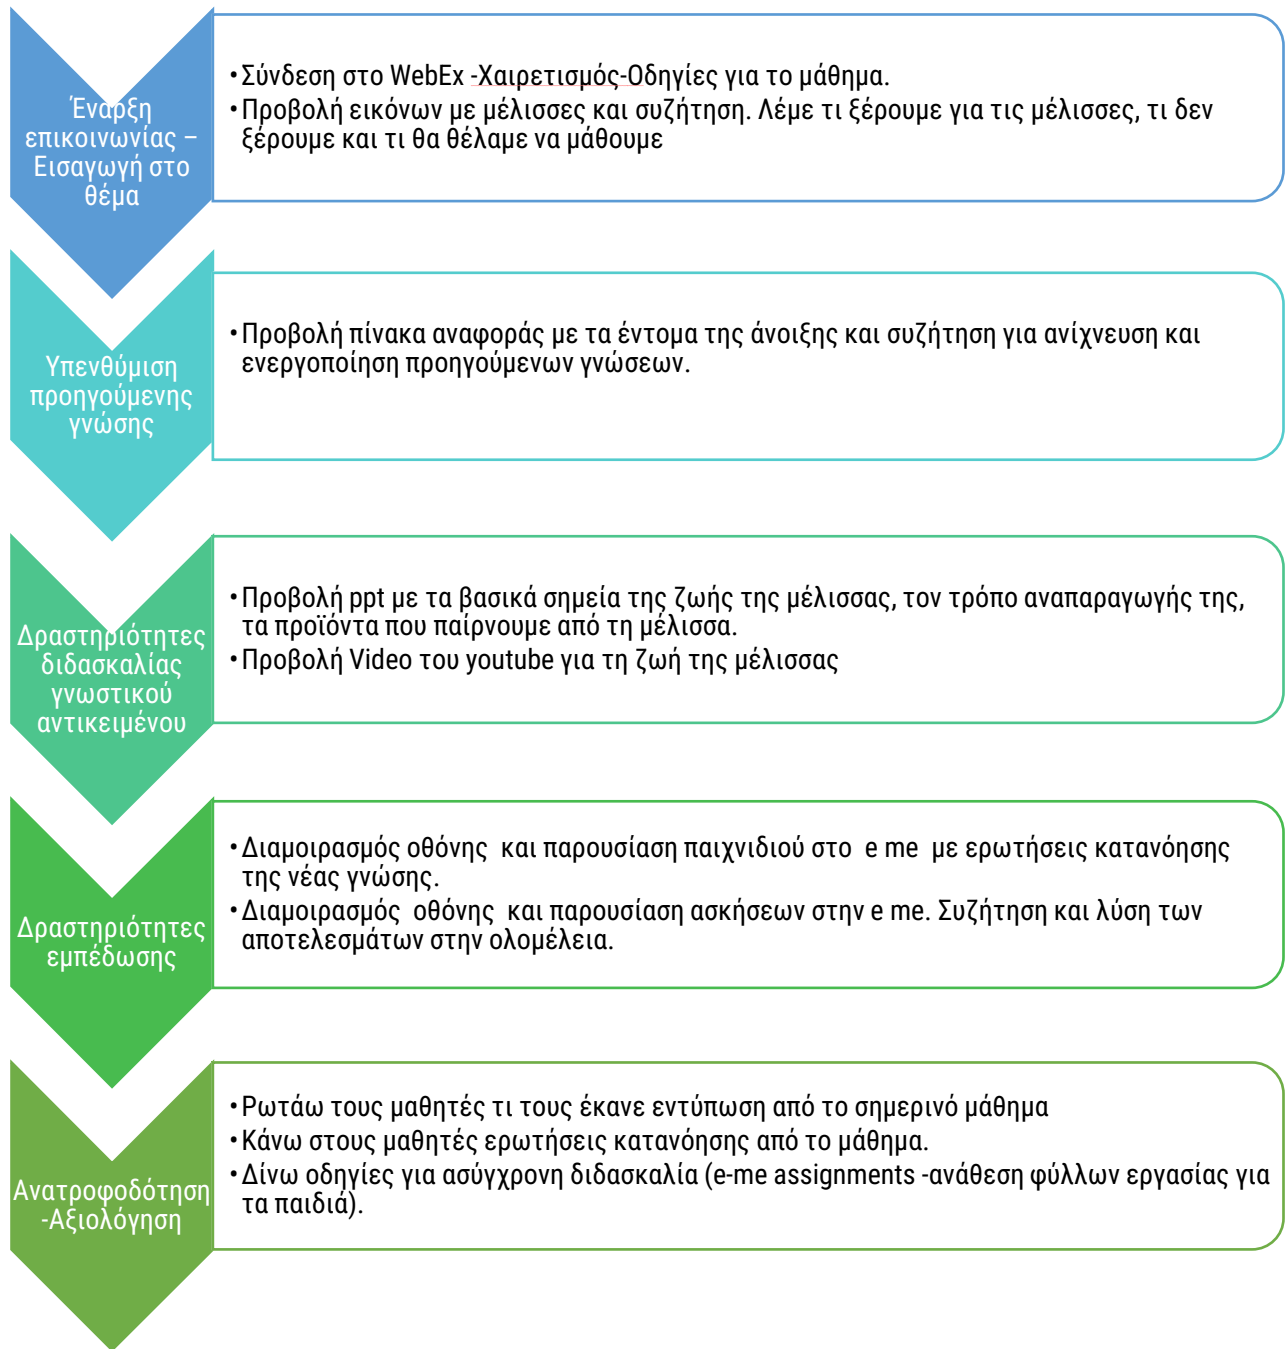 Έναρξη
επικοινωνίας –
Εισαγωγή στο
θέμα
•Σύνδεση στο WebEx -Χαιρετισμός-Οδηγίες για το μάθημα.
•Προβολή εικόνων με μέλισσες και συζήτηση. Λέμε τι ξέρουμε για τις μέλισσες, τι δεν
ξέρουμε και τι θα θέλαμε να μάθουμε
Υπενθύμιση
προηγούμενης
γνώσης
•Προβολή πίνακα αναφοράς με τα έντομα της άνοιξης και συζήτηση για ανίχνευση και
ενεργοποίηση προηγούμενων γνώσεων.
Δραστηριότητες
διδασκαλίας
γνωστικού
αντικειμένου
•Προβολή ppt με τα βασικά σημεία της ζωής της μέλισσας, τον τρόπο αναπαραγωγής της,
τα προϊόντα που παίρνουμε από τη μέλισσα.
•Προβολή Video του youtube για τη ζωή της μέλισσας
Δραστηριότητες
εμπέδωσης
•Διαμοιρασμός οθόνης και παρουσίαση παιχνιδιού στο e me με ερωτήσεις κατανόησης
της νέας γνώσης.
•Διαμοιρασμός οθόνης και παρουσίαση ασκήσεων στην e me. Συζήτηση και λύση των
αποτελεσμάτων στην ολομέλεια.
Ανατροφοδότηση
-Αξιολόγηση
•Ρωτάω τους μαθητές τι τους έκανε εντύπωση από το σημερινό μάθημα
•Κάνω στους μαθητές ερωτήσεις κατανόησης από το μάθημα.
•Δίνω οδηγίες για ασύγχρονη διδασκαλία (e-me assignments -ανάθεση φύλλων εργασίας για
τα παιδιά).